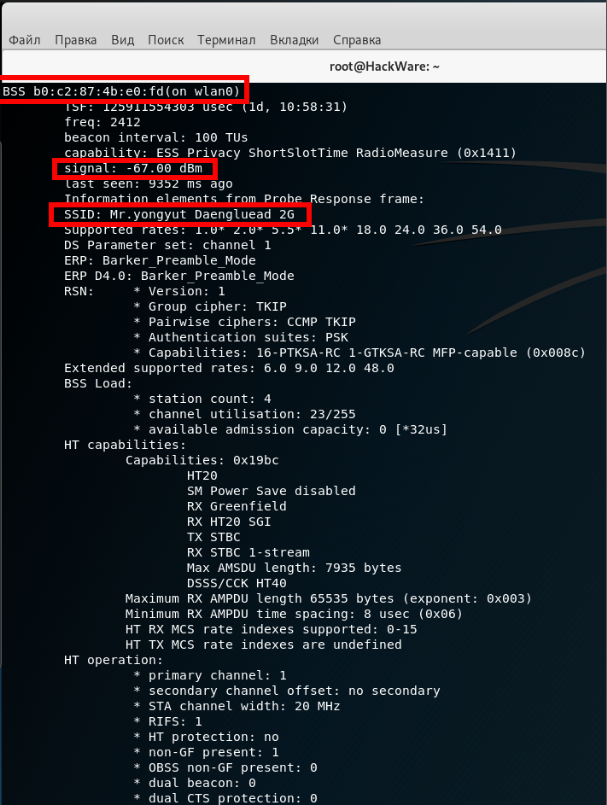 Файл Правка Вид Поиск Терминал Вкладки Справка
root@HackWare: ~
BSS b0:c2:87:4b:e0:fd(on wlan0)
TSF: 125911554303 usec (1d, 10:58:31)
freq: 2412
beacon interval: 100 TUs
capability: ESS Privacy ShortSlotTime RadioMeasure (0x1411)
signal: -67.00 dBm
last seen: 9352 ms ago
Information elements from Probe Response frame:
SSID: Mr.yongyut Daengluead 2G
Supported rates: 1.0* 2.0* 5.5* 11.0* 18.0 24.0 36.0 54.0
DS Parameter set: channel 1
ERP: Barker_Preamble_Mode
ERP D4.0: Barker_Preamble_Mode
RSN: * Version: 1
* Group cipher: TKIP
* Pairwise ciphers: CCMP TKIP
* Authentication suites: PSK
* Capabilities: 16-PTKSA-RC 1-GTKSA-RC MFP-capable (0x008c)
Extended supported rates: 6.0 9.0 12.0 48.0
BSS Load:
* station count: 4
* channel utilisation: 23/255
* available admission capacity: 0 [*32us]
HT capabilities:
Capabilities: 0x19bc
HT20
SM Power Save disabled
RX Greenfield
RX HT20 SGI
TX STBC
RX STBC 1-stream
Max AMSDU length: 7935 bytes
DSSS/CCK HT40
Maximum RX AMPDU length 65535 bytes (exponent: 0x003)
Minimum RX AMPDU time spacing: 8 usec (0x06)
HT RX MCS rate indexes supported: 0-15
HT TX MCS rate indexes are undefined
HT operation:
* primary channel: 1
* secondary channel offset: no secondary
* STA channel width: 20 MHz
* RIFS: 1
* HT protection: no
* non-GF present: 1
* OBSS non-GF present: 0
* dual beacon: 0
* dual CTS protection: 0